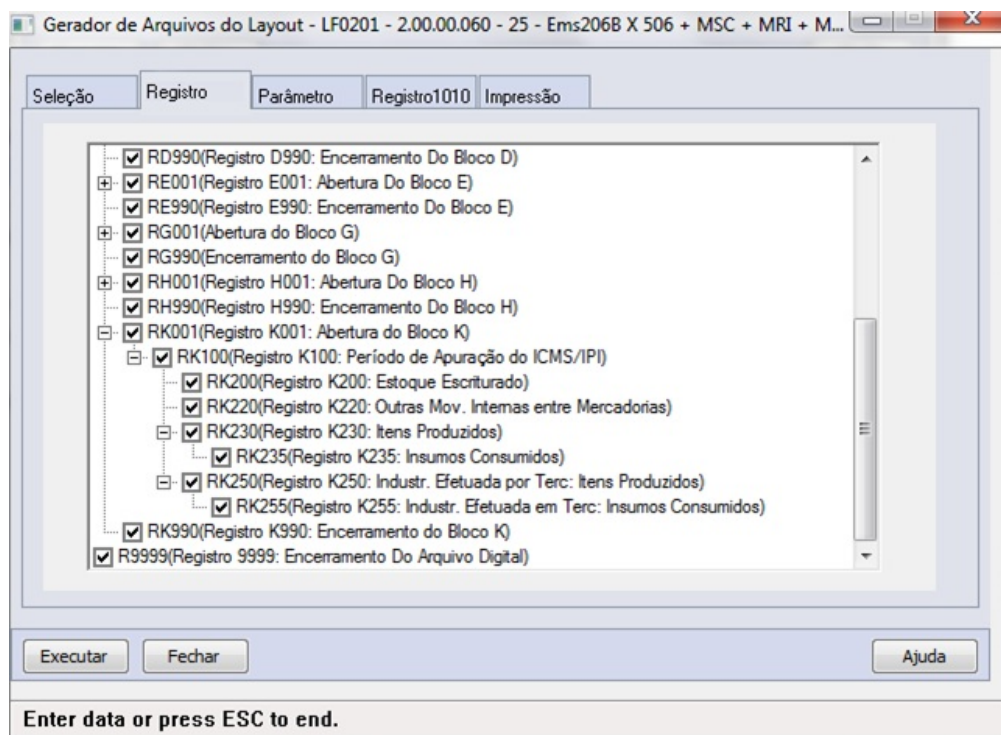 Gerador de Arquivos do Layout - LF0201 - 2.00.00.060 - 25 - Ems206B X 506 + MSC + MRI + M...
Seleção Registro Parâmetro Registro1010 Impressão
RD990(Registro D990: Encerramento Do Bloco D)
RE001(Registro E001: Abertura Do Bloco E)
RE990(Registro E990: Encerramento Do Bloco E)
RG001(Abertura do Bloco G)
RG990(Encerramento do Bloco G)
RH001(Registro H001: Abertura Do Bloco H)
RH990(Registro H990: Encerramento Do Bloco H)
RK001(Registro K001: Abertura do Bloco K)
RK100(Registro K100: Período de Apuração do ICMS/IPI)
RK200(Registro K200: Estoque Escriturado)
RK220(Registro K220: Outras Mov. Internas entre Mercadorias)
RK230(Registro K230: Itens Produzidos)
RK235(Registro K235: Insumos Consumidos)
RK250(Registro K250: Industr. Efetuada por Terc: Itens Produzidos)
RK255(Registro K255: Industr. Efetuada em Terc: Insumos Consumidos)
RK990(Registro K990: Encerramento do Bloco K)
R9999(Registro 9999: Encerramento Do Arquivo Digital)
Executar Fechar Ajuda
Enter data or press ESC to end.